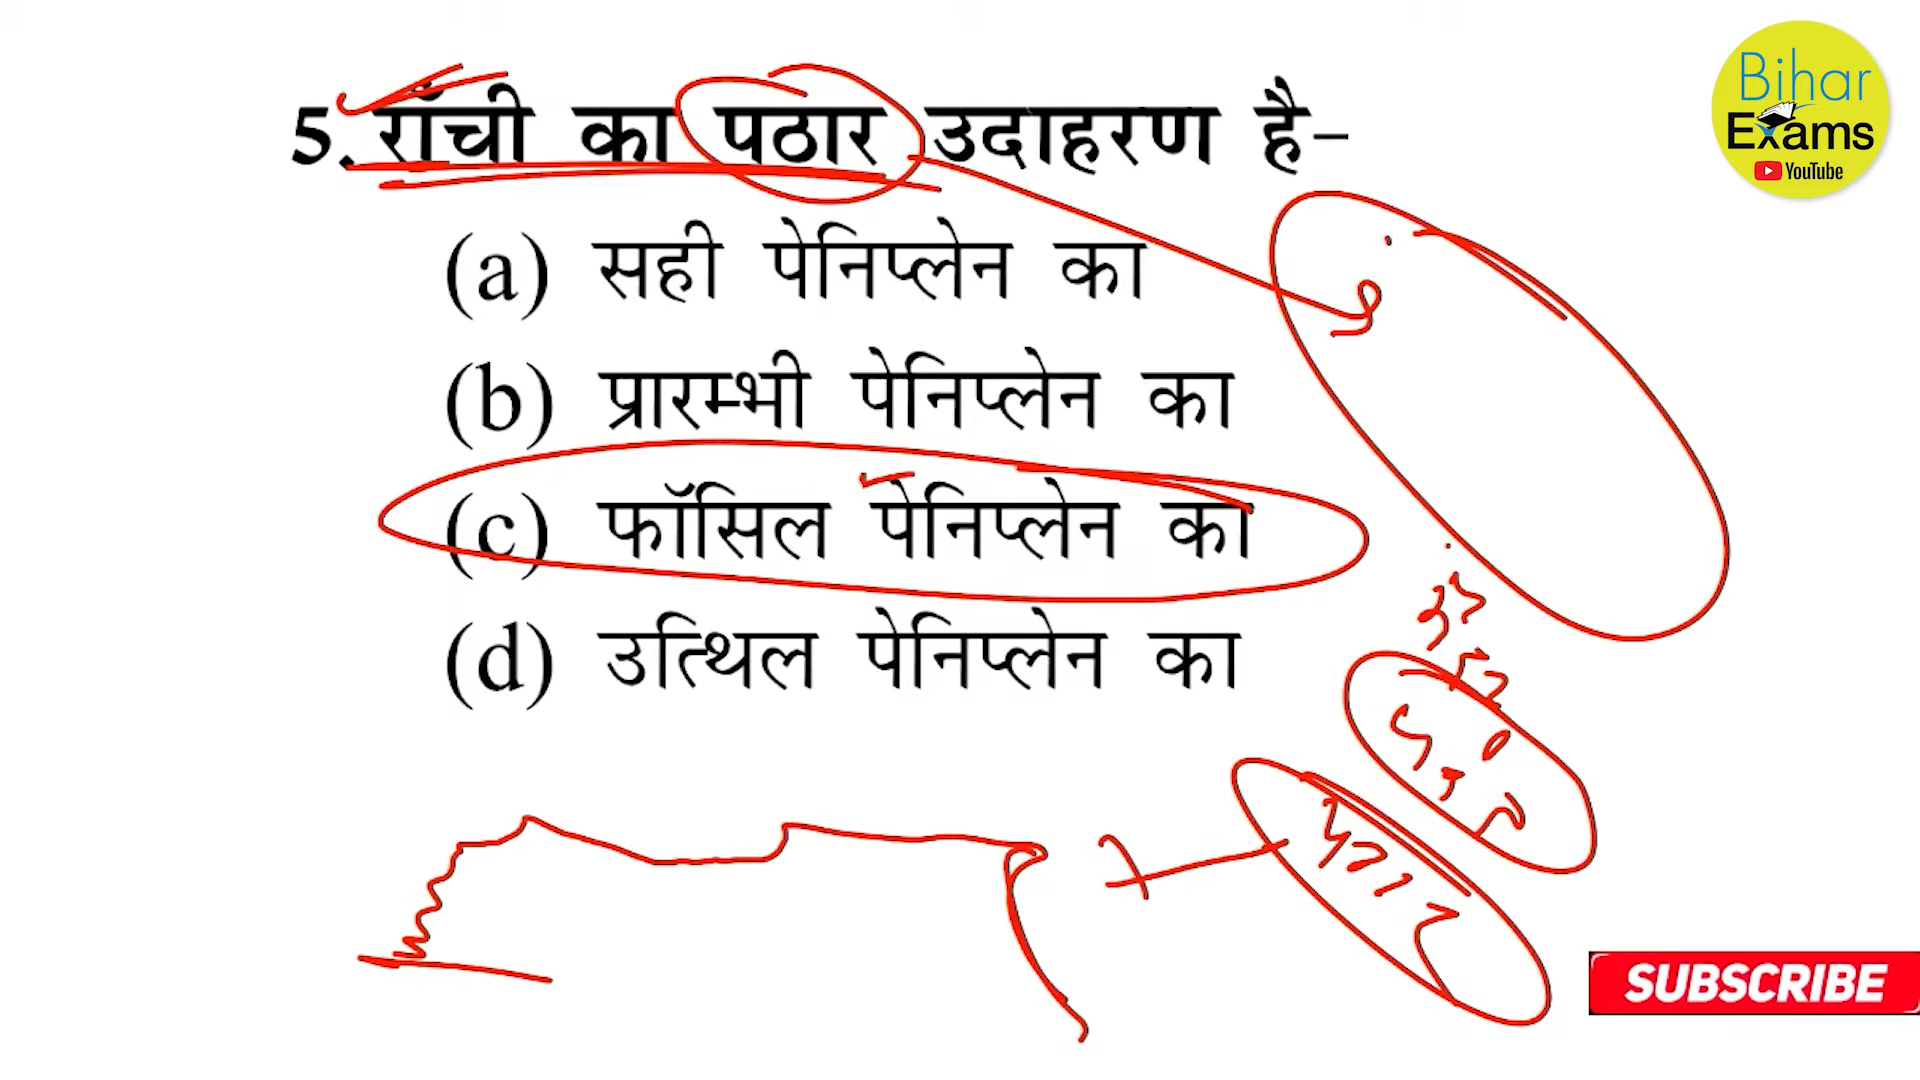 Bihar
Exams
YouTube
5. राँची का पठार उदाहरण है-
(a) सही पेनिप्लेन का
(b) प्रारम्भी पेनिप्लेन का
(c) फॉसिल पेनिप्लेन का
(d) उत्थिल पेनिप्लेन का
SUBSCRIBE